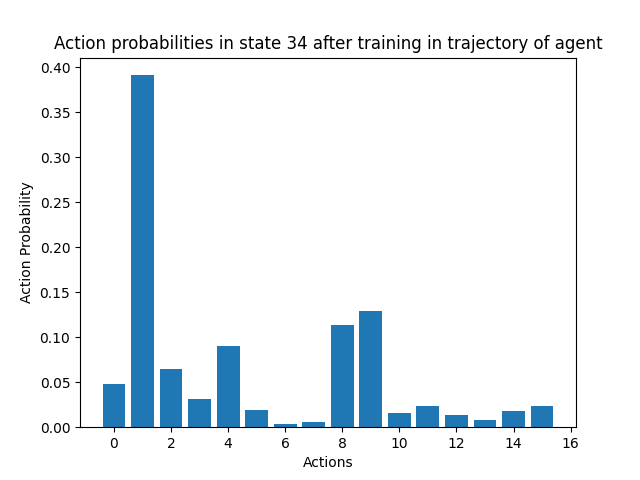 Action probabilities in state 34 after training in trajectory of agent
0.40
0.35
0.30
0.25
0.20
0.15
0.10
0.05
0.00
Action Probability
0 2 4 6 8 10 12 14 16
Actions